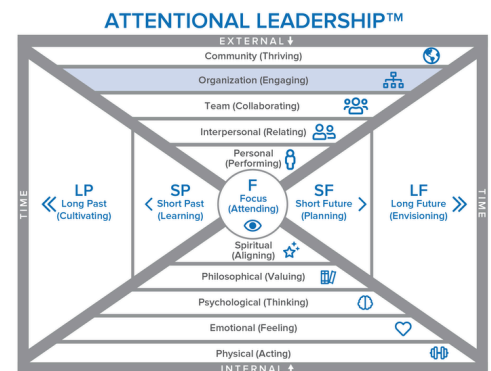 ATTENTIONAL LEADERSHIP™
EXTERNAL
Community (Thriving)
Organization (Engaging)
Team (Collaborating)
Interpersonal (Relating)
Personal
(Performing)
TIME
LP
Long Past
(Cultivating)
SP
Short Past
(Learning)
F
Focus
(Attending)
SF
Short Future
(Planning)
LF
Long Future
(Envisioning)
TIME
Spiritual
(Aligning)
Philosophical (Valuing)
Psychological (Thinking)
Emotional (Feeling)
Physical (Acting)
INTERNAL